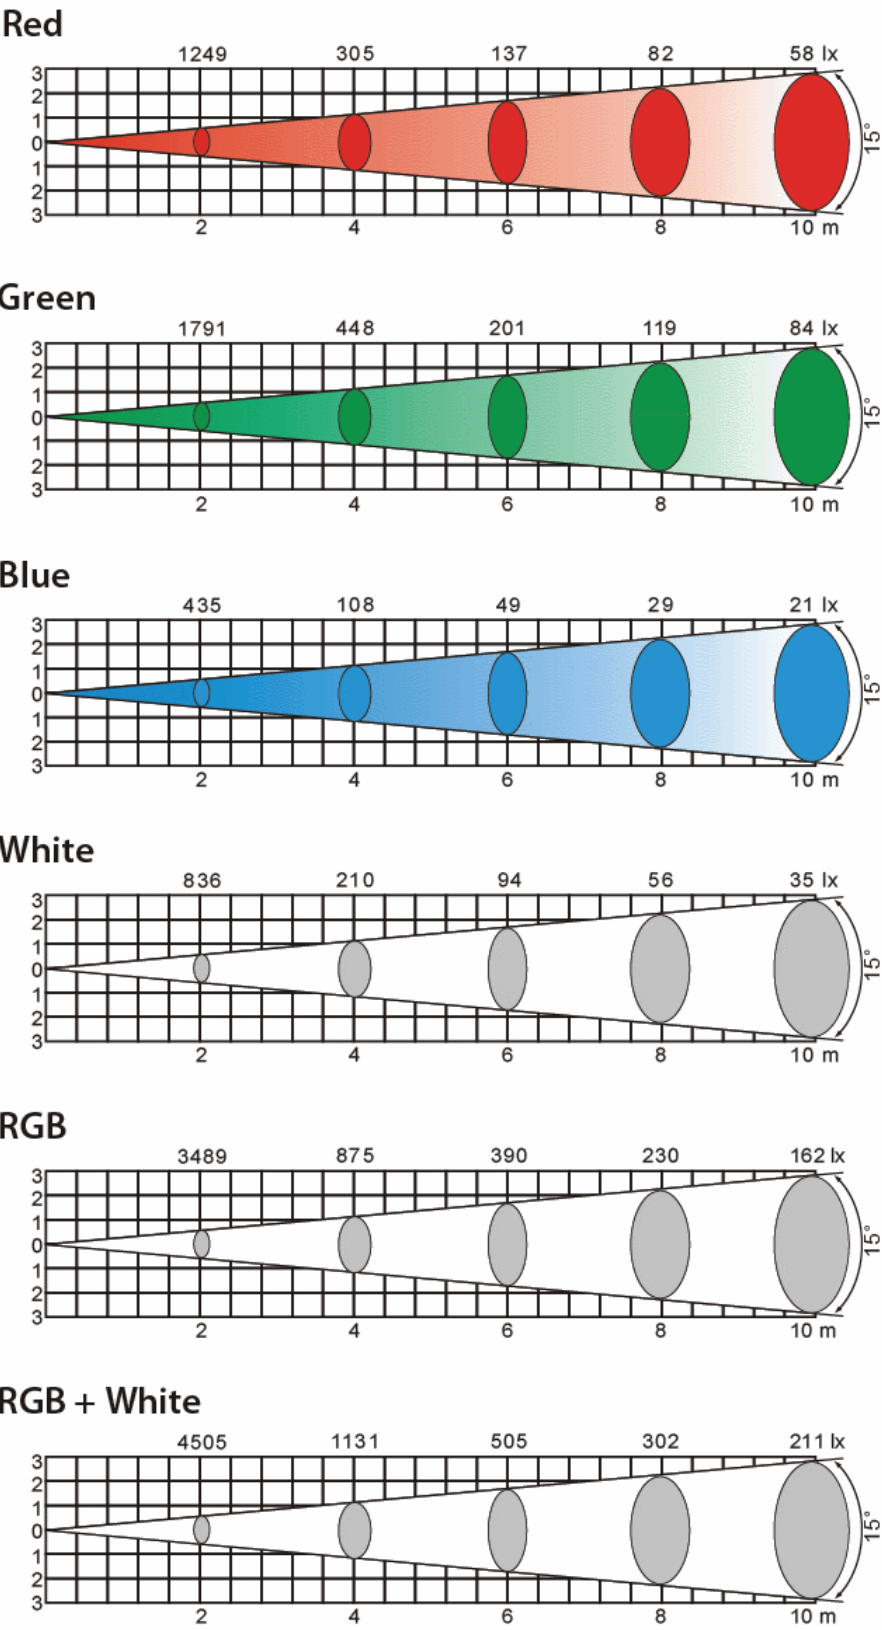 Red
1249 305 137 82 58 lx
3
2
1
0
1
2
3
15°
2 4 6 8 10 m
Green
1791 448 201 119 84 lx
3
2
1
0
1
2
3
15°
2 4 6 8 10 m
Blue
435 108 49 29 21 lx
3
2
1
0
1
2
3
15°
2 4 6 8 10 m
White
836 210 94 56 35 lx
3
2
1
0
1
2
3
15°
2 4 6 8 10 m
RGB
3489 875 390 230 162 lx
3
2
1
0
1
2
3
15°
2 4 6 8 10 m
RGB + White
4505 1131 505 302 211 lx
3
2
1
0
1
2
3
15°
2 4 6 8 10 m